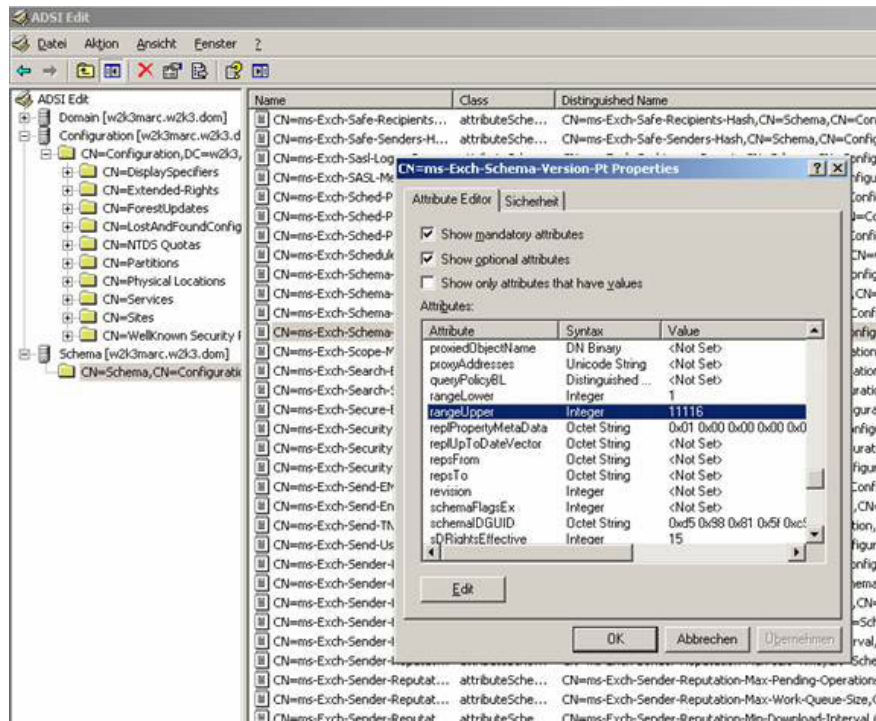 ADSI Edit
Datei Aktion Ansicht Fenster ?
ADSI Edit
Domain [w2k3marc.w2k3.dom]
Configuration [w2k3marc.w2k3.d
CN=Configuration,DC=w2k3,
CN=DisplaySpecifiers
CN=Extended-Rights
CN=ForestUpdates
CN=LostAndFoundConfig
CN=NTDS Quotas
CN=Partitions
CN=Physical Locations
CN=Services
CN=Sites
CN=WellKnown Security
Schema [w2k3marc.w2k3.dom]
CN=Schema,CN=Configuratio
Name Class Distinguished Name
CN=ms-Exch-Safe-Recipients... attributeSche... CN=ms-Exch-Safe-Recipients-Hash,CN=Schema,CN=Con
CN=ms-Exch-Safe-Senders-H... attributeSche... CN=ms-Exch-Safe-Senders-Hash,CN=Schema,CN=Config
CN=ms-Exch-Sasl-Log
CN=ms-Exch-SASL-Me
CN=ms-Exch-Sched-P
CN=ms-Exch-Sched-P
CN=ms-Exch-Sched-P
CN=ms-Exch-Schedule
CN=ms-Exch-Schema-
CN=ms-Exch-Schema-
CN=ms-Exch-Schema-
CN=ms-Exch-Schema-
CN=ms-Exch-Scope-M
CN=ms-Exch-Search-E
CN=ms-Exch-Search-S
CN=ms-Exch-Secure-E
CN=ms-Exch-Security
CN=ms-Exch-Security
CN=ms-Exch-Security
CN=ms-Exch-Send-EM
CN=ms-Exch-Send-En
CN=ms-Exch-Send-TN
CN=ms-Exch-Send-Us
CN=ms-Exch-Sender-
CN=ms-Exch-Sender-
CN=ms-Exch-Sender-
CN=ms-Exch-Sender-
CN=ms-Exch-Sender-Reputat... attributeSche... CN=ms-Exch-Sender-Reputation-Max-Pending-Operations
CN=ms-Exch-Sender-Reputat... attributeSche... CN=ms-Exch-Sender-Reputation-Max-Work-Queue-Size,C
CN=ms-Exch-Sender-Reputat attributeSche CN=ms-Exch-Sender-Reputation-Min-Download-Interval
CN=ms-Exch-Schema-Version-Pt Properties
Attribute Editor Sicherheit
Show mandatory attributes
Show optional attributes
Show only attributes that have values
Attributes:
Attribute Syntax Value
proxiedObjectName DN Binary <Not Set>
proxyAddresses Unicode String <Not Set>
queryPolicyBL Distinguished ... <Not Set>
rangeLower Integer 1
rangeUpper Integer 11116
replPropertyMetaData Octet String 0x01 0x00 0x00 0x00 0x0
replUpToDateVector Octet String <Not Set>
repsFrom Octet String <Not Set>
repsTo Octet String <Not Set>
revision Integer <Not Set>
schemaFlagsEx Integer <Not Set>
schemaIDGUID Octet String 0xd5 0x98 0x81 0x5f 0xc9
sDRightsEffective Integer 15
Edit
OK Abbrechen Übernehmen